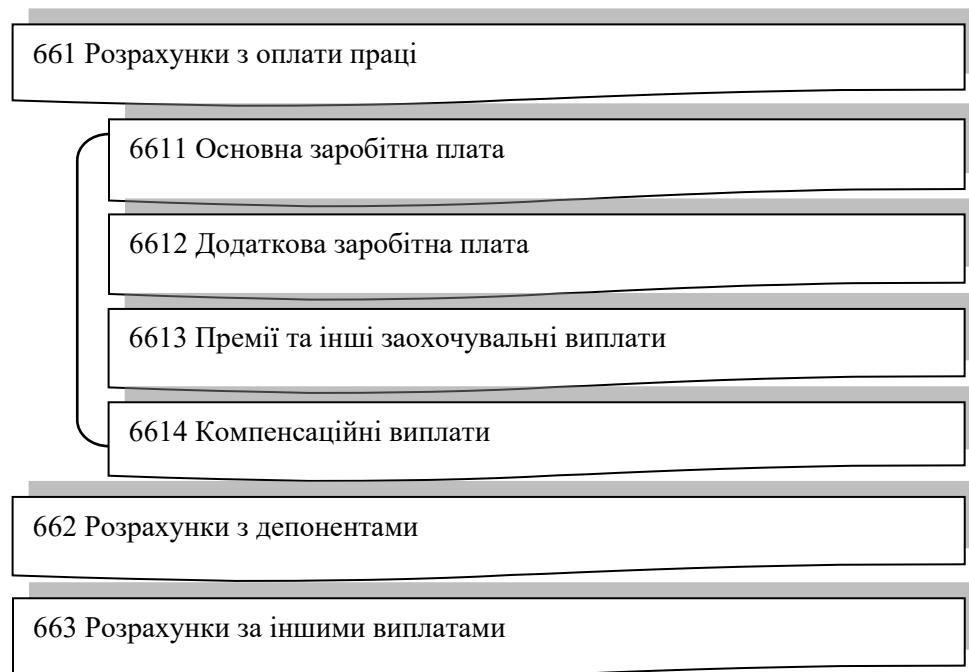 661 Розрахунки з оплати праці
6611 Основна заробітна плата
6612 Додаткова заробітна плата
6613 Премії та інші заохочувальні виплати
6614 Компенсаційні виплати
662 Розрахунки з депонентами
663 Розрахунки за іншими виплатами